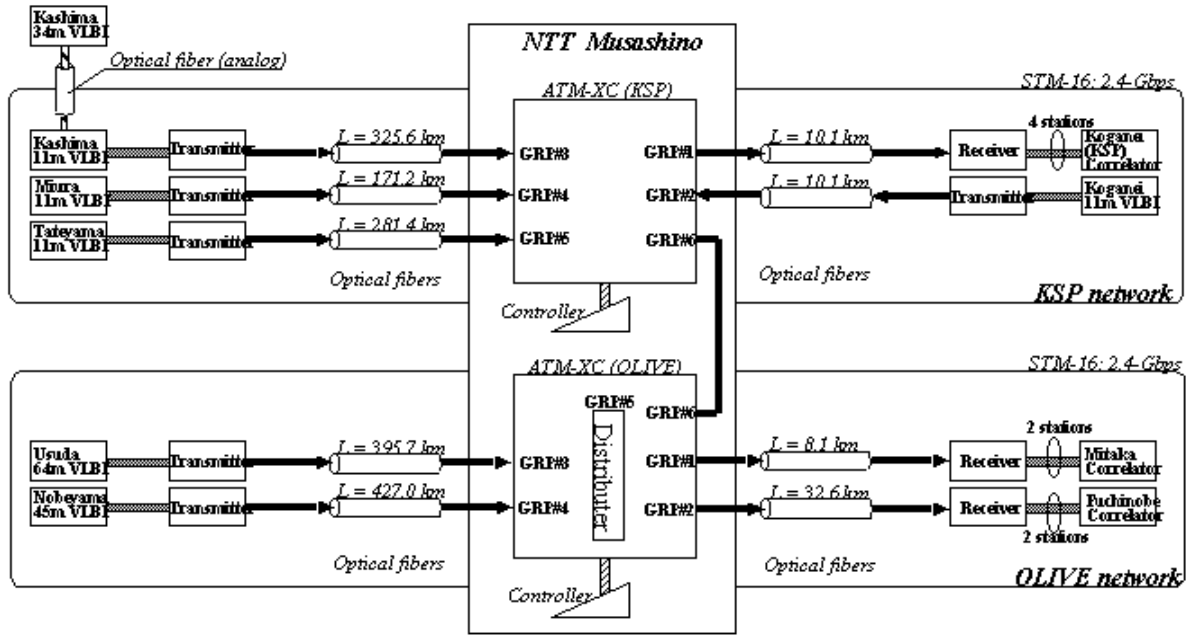 Kashima
34m VLBI
Optical fiber (analog)
NTT Musashino
ATM-XC (KSP)
STM-16: 2.4-Gbps
Kashima
11m VLBI
Transmitter
L = 325.6 km
GRP#3
GRP#1
L = 10.1 km
Receiver
4 stations
Koganei
(KSP)
Correlator
Miura
11m VLBI
Transmitter
L = 171.2 km
GRP#4
GRP#2
L = 10.1 km
Transmitter
Koganei
11m VLBI
Tateyama
11m VLBI
Transmitter
L = 281.4 km
GRP#5
GRP#6
Optical fibers
Optical fibers
Controller
KSP network
ATM-XC (OLIVE)
STM-16: 2.4-Gbps
GRP#5
GRP#6
Distributer
Usuda
64m VLBI
Transmitter
L = 395.7 km
GRP#3
GRP#1
L = 8.1 km
Receiver
2 stations
Mitaka
Correlator
Nobeyama
45m VLBI
Transmitter
L = 427.0 km
GRP#4
GRP#2
L = 32.6 km
Receiver
Fuchinobe
Correlator
2 stations
Optical fibers
Optical fibers
Controller
OLIVE network